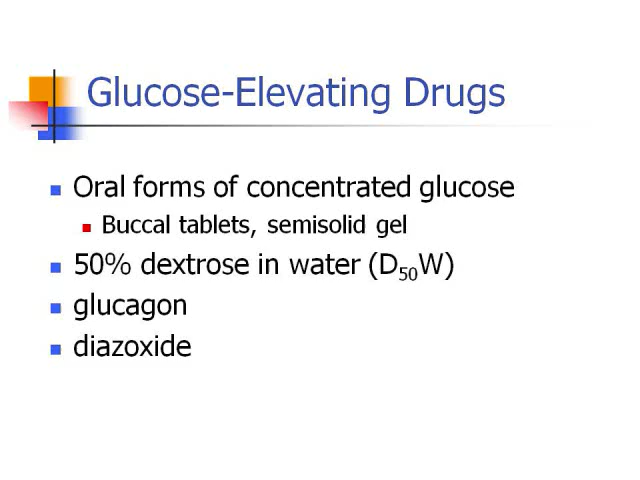 Glucose-Elevating Drugs
Oral forms of concentrated glucose
Buccal tablets, semisolid gel
50% dextrose in water (D50W)
glucagon
diazoxide